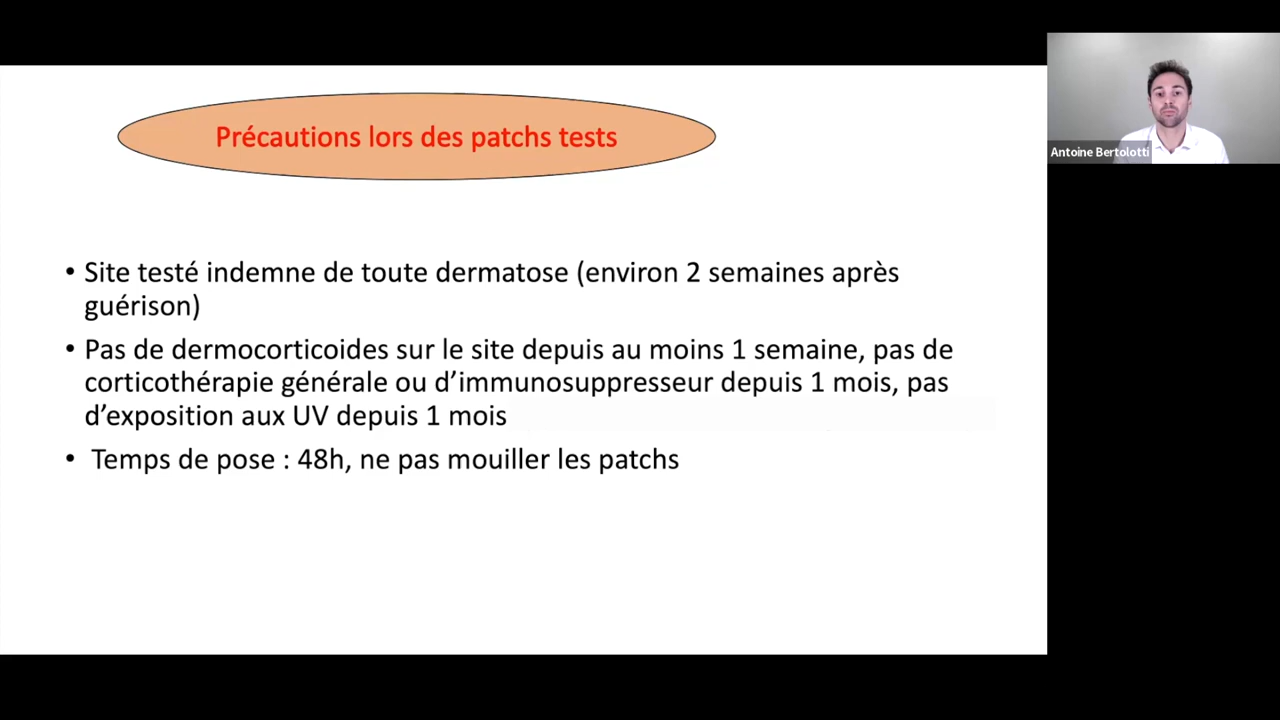 Précautions lors des patchs tests
Antoine Bertolotti
• Site testé indemne de toute dermatose (environ 2 semaines après
guérison)
• Pas de dermocorticoides sur le site depuis au moins 1 semaine, pas de
corticothérapie générale ou d’immunosuppresseur depuis 1 mois, pas
d’exposition aux UV depuis 1 mois
• Temps de pose : 48h, ne pas mouiller les patchs